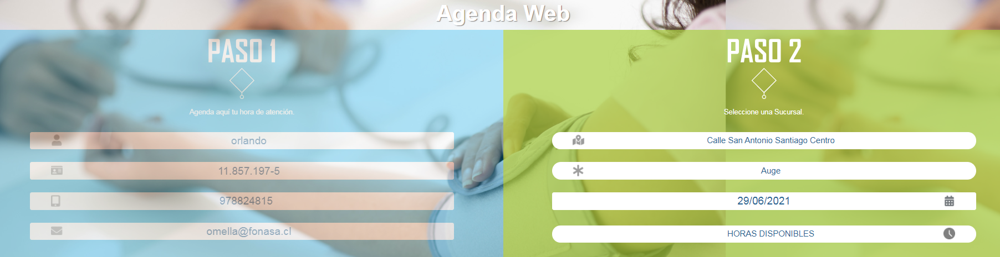 Agenda Web
PASO 1
Agenda aquí tu hora de atención.
orlando
11.857.197-5
978824815
omella@fonasa.cl
PASO 2
Seleccione una Sucursal.
Calle San Antonio Santiago Centro
Auge
29/06/2021
HORAS DISPONIBLES